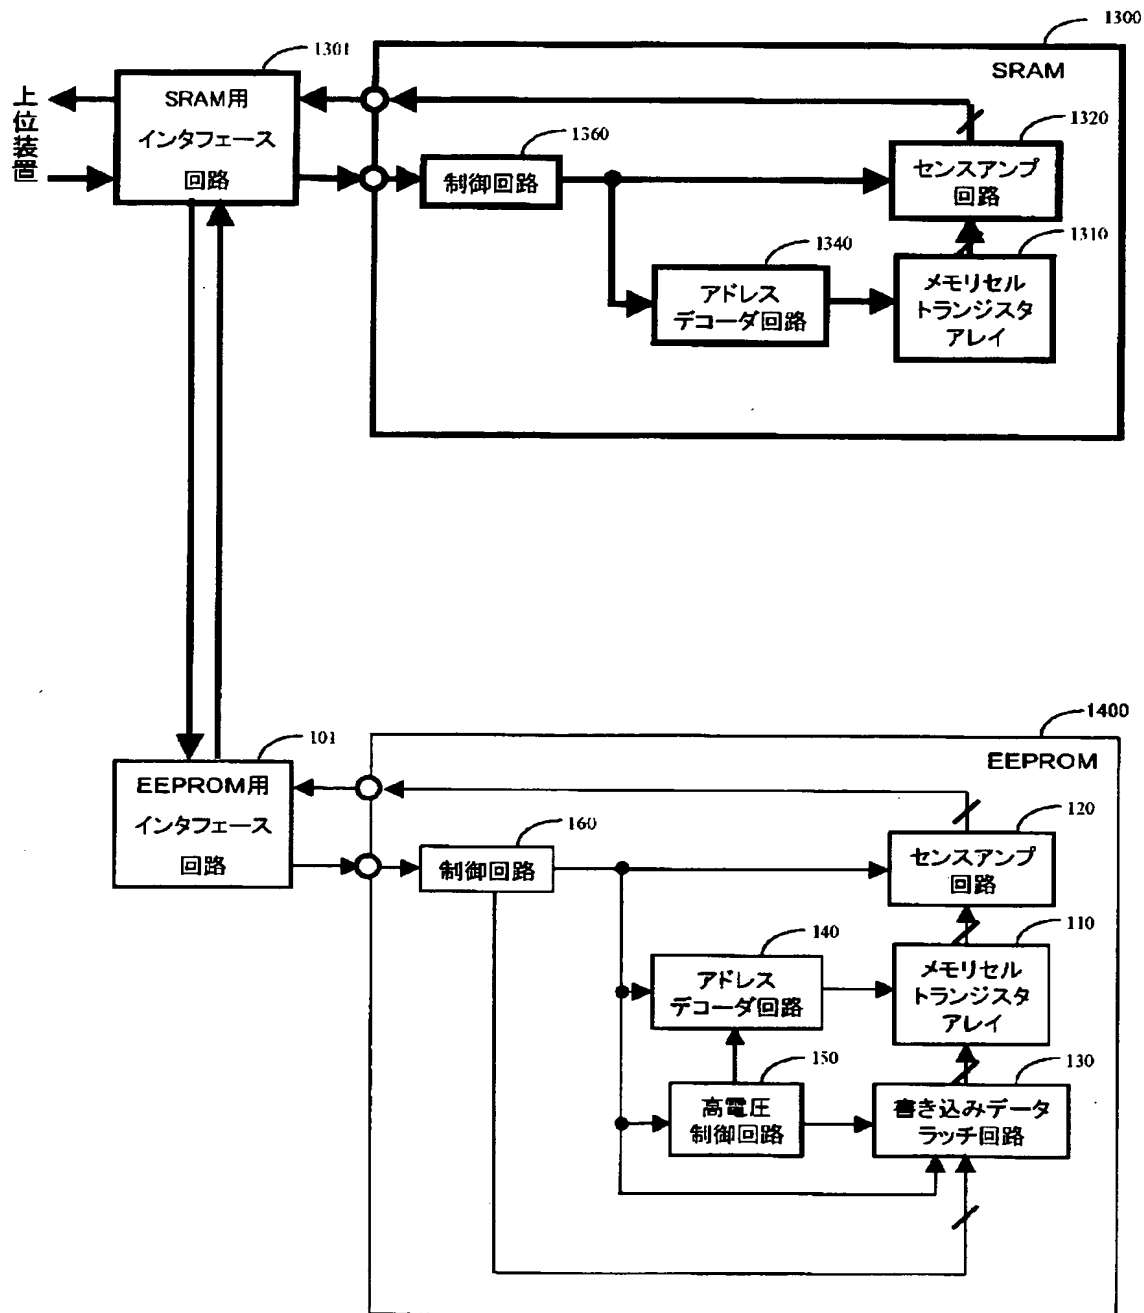 1300
SRAM
1301
上位装置
SRAM用
インタフェース
回路
1360
制御回路
1320
センスアンプ
回路
1340
アドレス
デコーダ回路
1310
メモリセル
トランジスタ
アレイ
1400
EEPROM
101
EEPROM用
インタフェース
回路
160
制御回路
120
センスアンプ
回路
140
アドレス
デコーダ回路
110
メモリセル
トランジスタ
アレイ
150
高電圧
制御回路
130
書き込みデータ
ラッチ回路